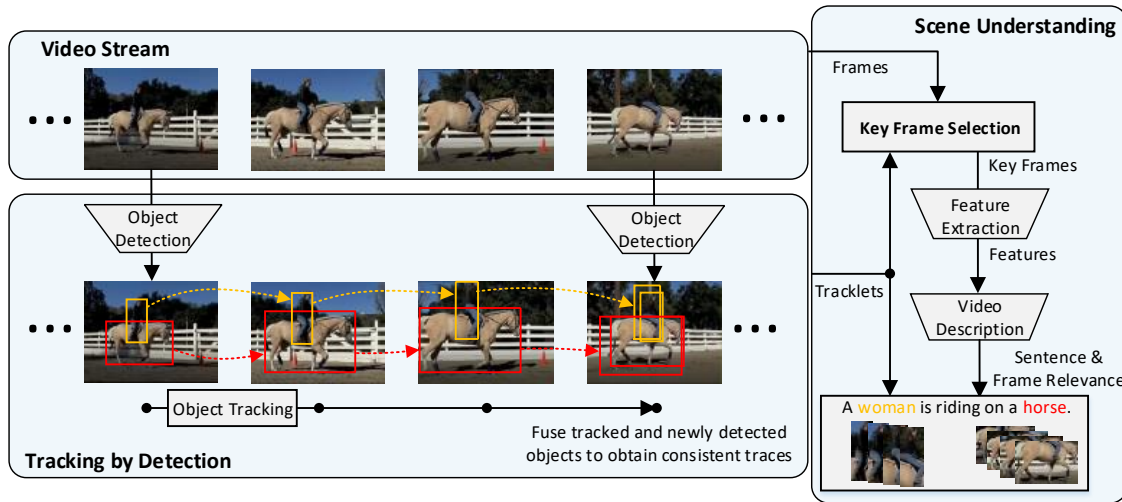 Video Stream
Scene Understanding
Frames
Key Frame Selection
Key Frames
Object
Detection
Object
Detection
Feature
Extraction
Features
Tracklets
Video
Description
Sentence &
Frame Relevance
Object Tracking
A woman is riding on a horse.
Fuse tracked and newly detected
objects to obtain consistent traces
Tracking by Detection